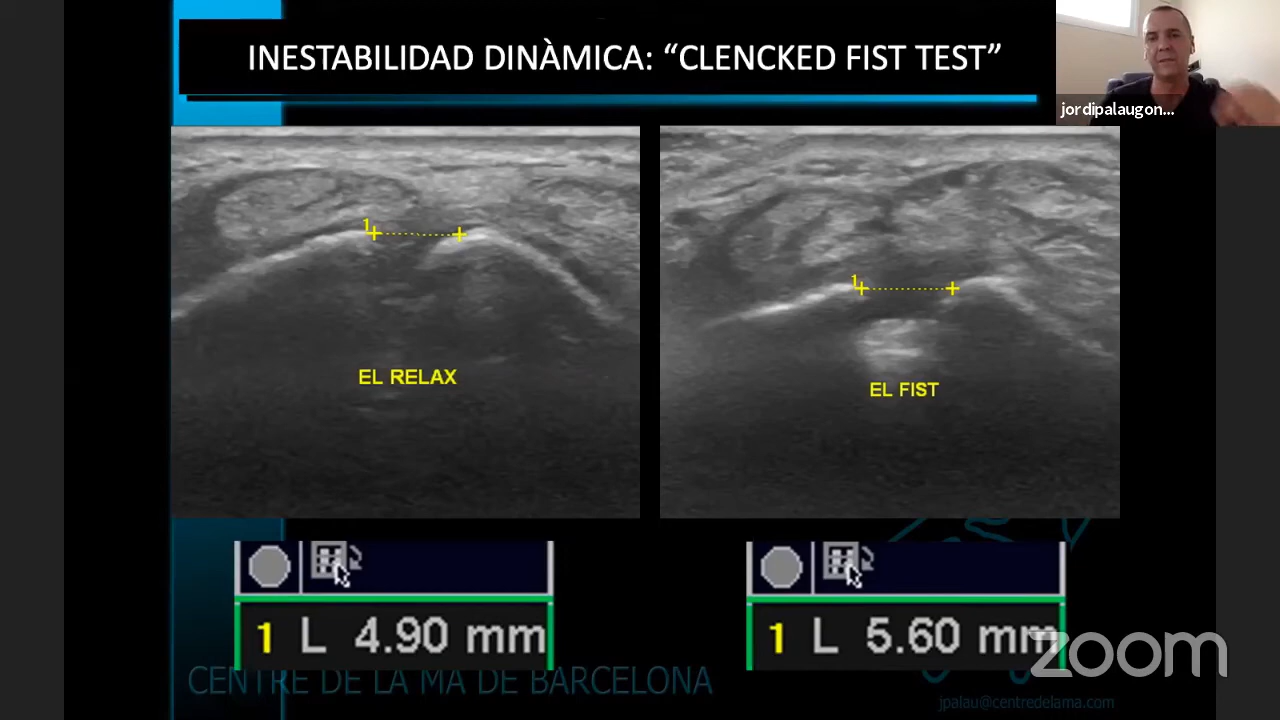 INESTABILIDAD DINÀMICA: “CLENCKED FIST TEST”
jordipalaugon...
1
EL RELAX
1
EL FIST
1 L 4.90 mm
1 L 5.60 mm
zoom
CENTRE DE LA MA DE BARCELONA
jpalau@centredelama.com